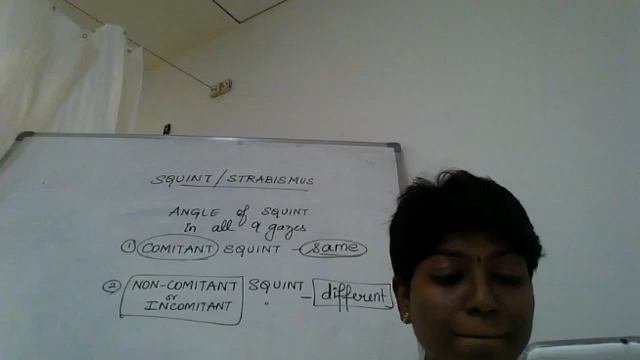 SQUINT/STRABISMUS
ANGLE of SQUINT
In all 9 gazes
① COMITANT SQUINT - same
② NON-COMITANT SQUINT - different
or
INCOMITANT